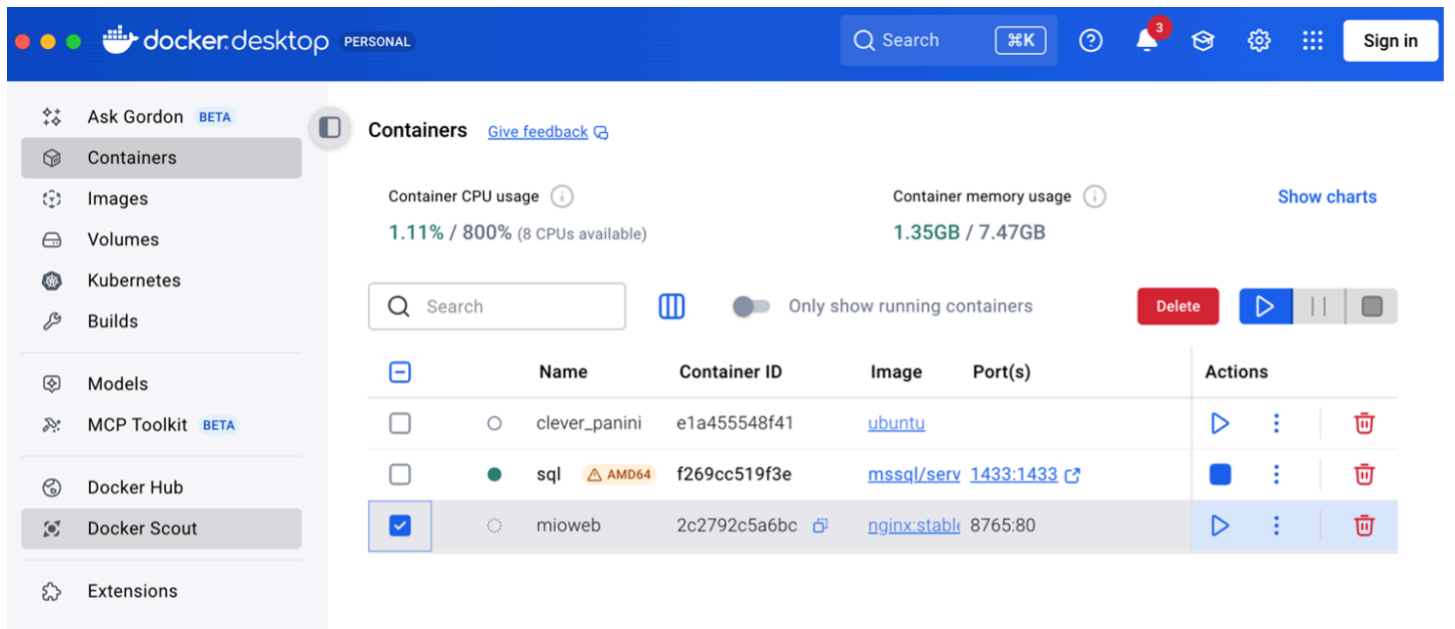 docker.desktop PERSONAL Search ⌘K 3 Sign in
Ask Gordon BETA
Containers
Images
Volumes
Kubernetes
Builds
Models
MCP Toolkit BETA
Docker Hub
Docker Scout
Extensions
Containers Give feedback
Container CPU usage Container memory usage Show charts
1.11% / 800% (8 CPUs available) 1.35GB / 7.47GB
Search Only show running containers Delete
Name Container ID Image Port(s) Actions
clever_panini e1a455548f41 ubuntu
sql AMD64 f269cc519f3e mssql/serv 1433:1433
mioweb 2c2792c5a6bc nginx:stable 8765:80